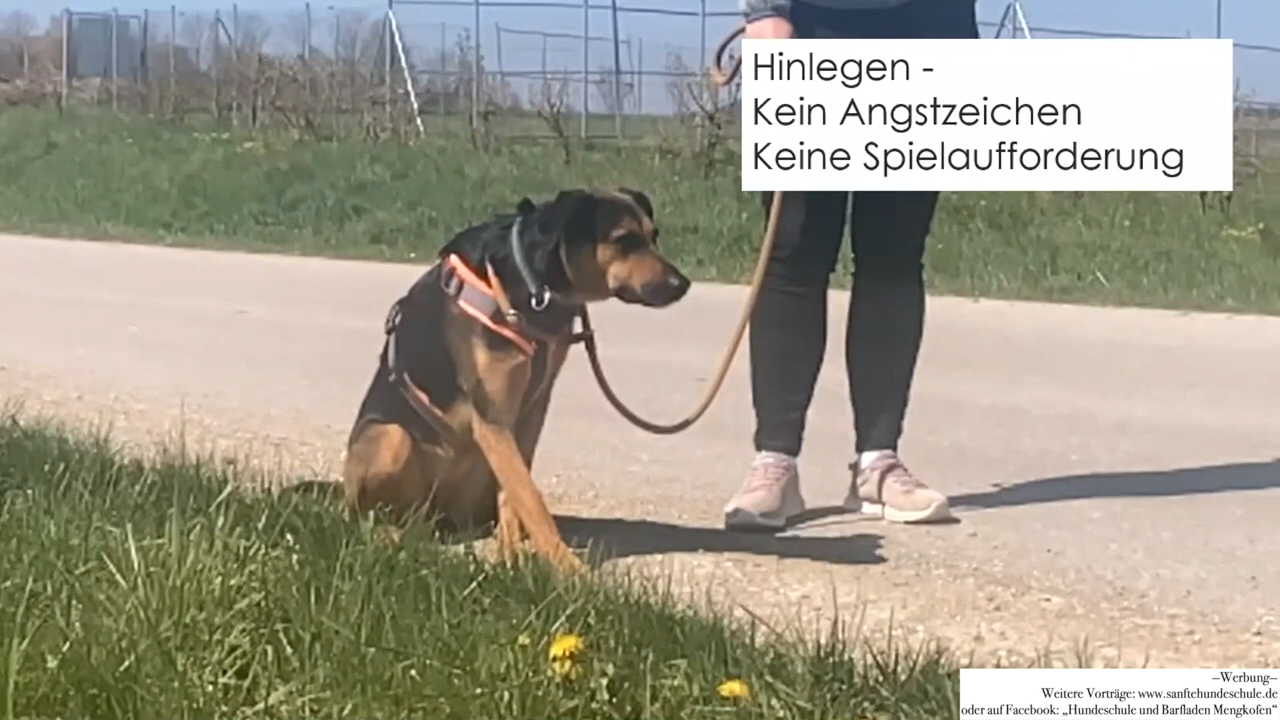 Hinlegen -
Kein Angstzeichen
Keine Spielaufforderung
–Werbung–
Weitere Vorträge: www.sanftehundeschule.de
oder auf Facebook: „Hundeschule und Barfladen Mengkofen“